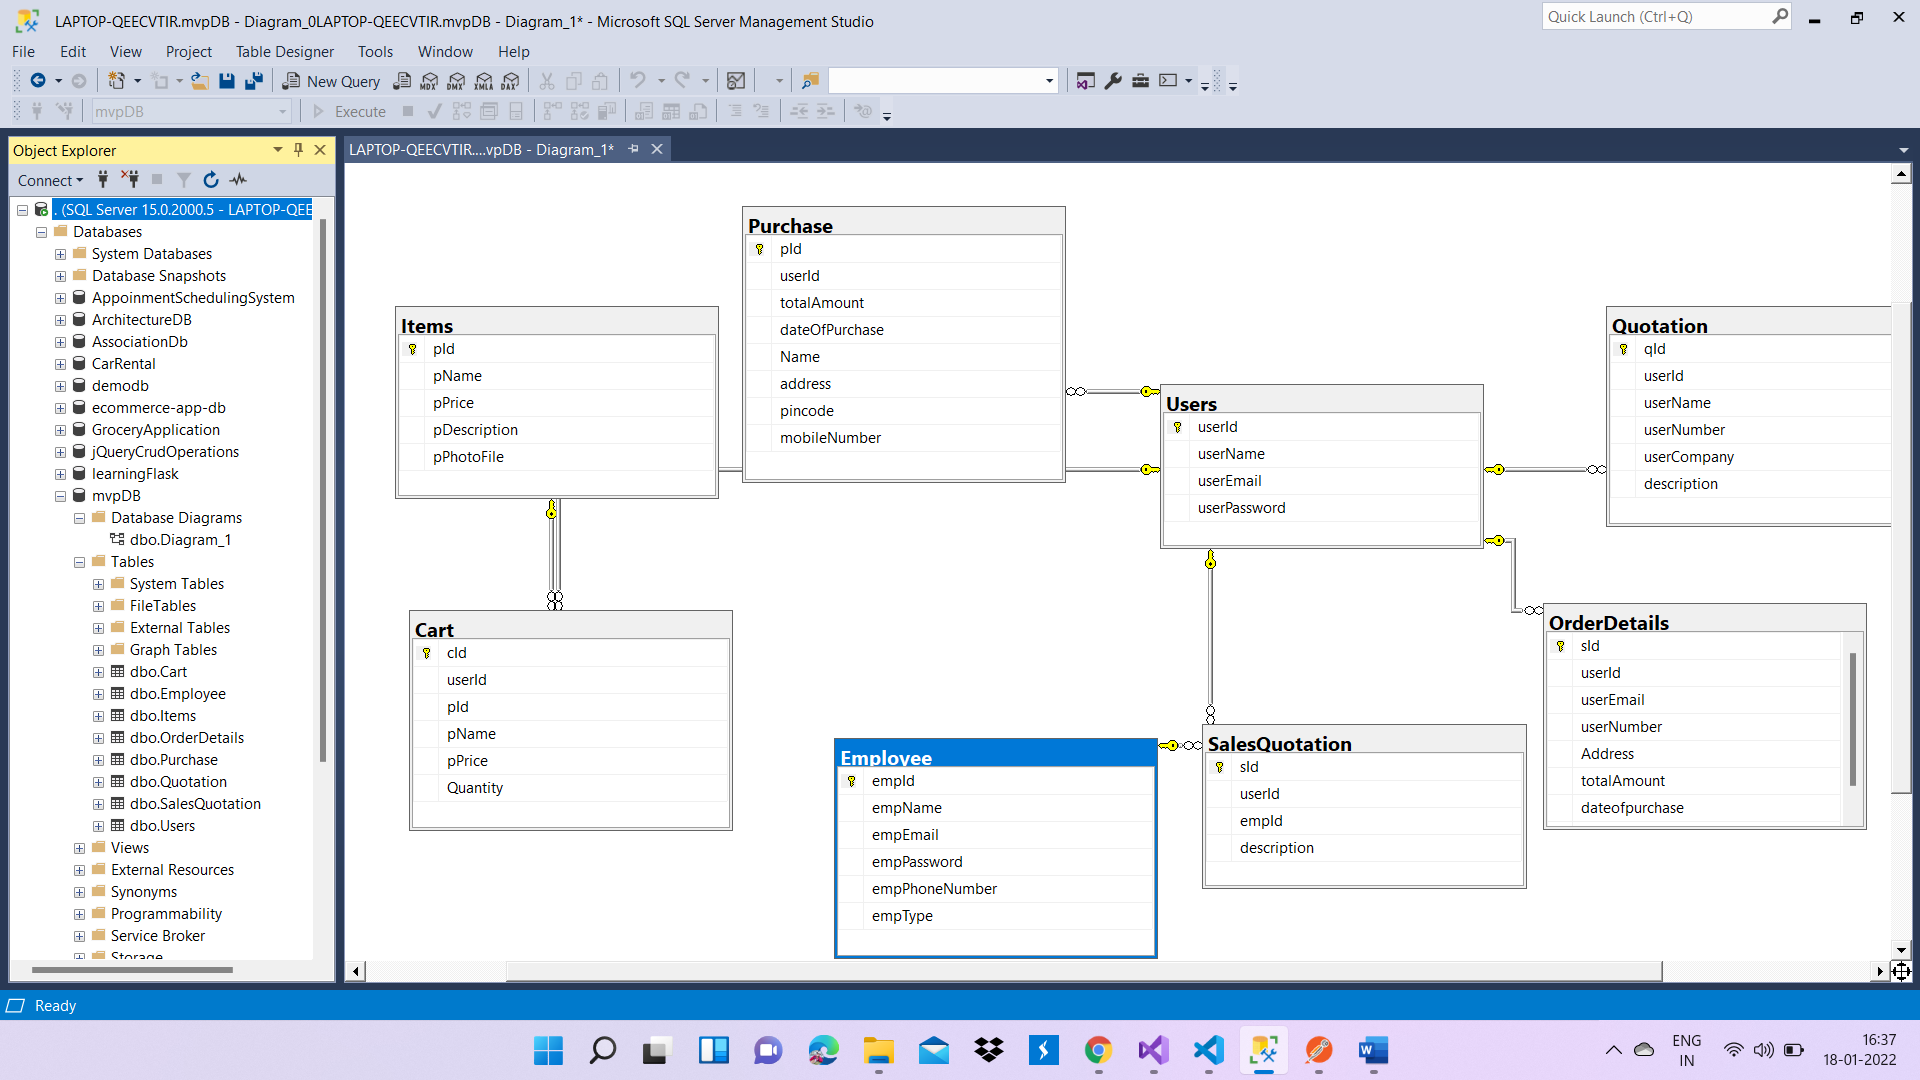 LAPTOP-QEECVTIR.mvpDB - Diagram_0LAPTOP-QEECVTIR.mvpDB - Diagram_1* - Microsoft SQL Server Management Studio
Quick Launch (Ctrl+Q)
File Edit View Project Table Designer Tools Window Help
New Query MDX DMX XMLA DAX
mvpDB Execute
Object Explorer
Connect
. (SQL Server 15.0.2000.5 - LAPTOP-QEE
Databases
System Databases
Database Snapshots
AppoinmentSchedulingSystem
ArchitectureDB
AssociationDb
CarRental
demodb
ecommerce-app-db
GroceryApplication
jQueryCrudOperations
learningFlask
mvpDB
Database Diagrams
dbo.Diagram_1
Tables
System Tables
FileTables
External Tables
Graph Tables
dbo.Cart
dbo.Employee
dbo.Items
dbo.OrderDetails
dbo.Purchase
dbo.Quotation
dbo.SalesQuotation
dbo.Users
Views
External Resources
Synonyms
Programmability
Service Broker
Storage
LAPTOP-QEECVTIR....vpDB - Diagram_1*
Purchase
pId
userId
totalAmount
dateOfPurchase
Name
address
pincode
mobileNumber
Items
pId
pName
pPrice
pDescription
pPhotoFile
Users
userId
userName
userEmail
userPassword
Quotation
qId
userId
userName
userNumber
userCompany
description
Cart
cId
userId
pId
pName
pPrice
Quantity
OrderDetails
sId
userId
userEmail
userNumber
Address
totalAmount
dateofpurchase
Employee
empId
empName
empEmail
empPassword
empPhoneNumber
empType
SalesQuotation
sId
userId
empId
description
Ready
ENG
IN
16:37
18-01-2022